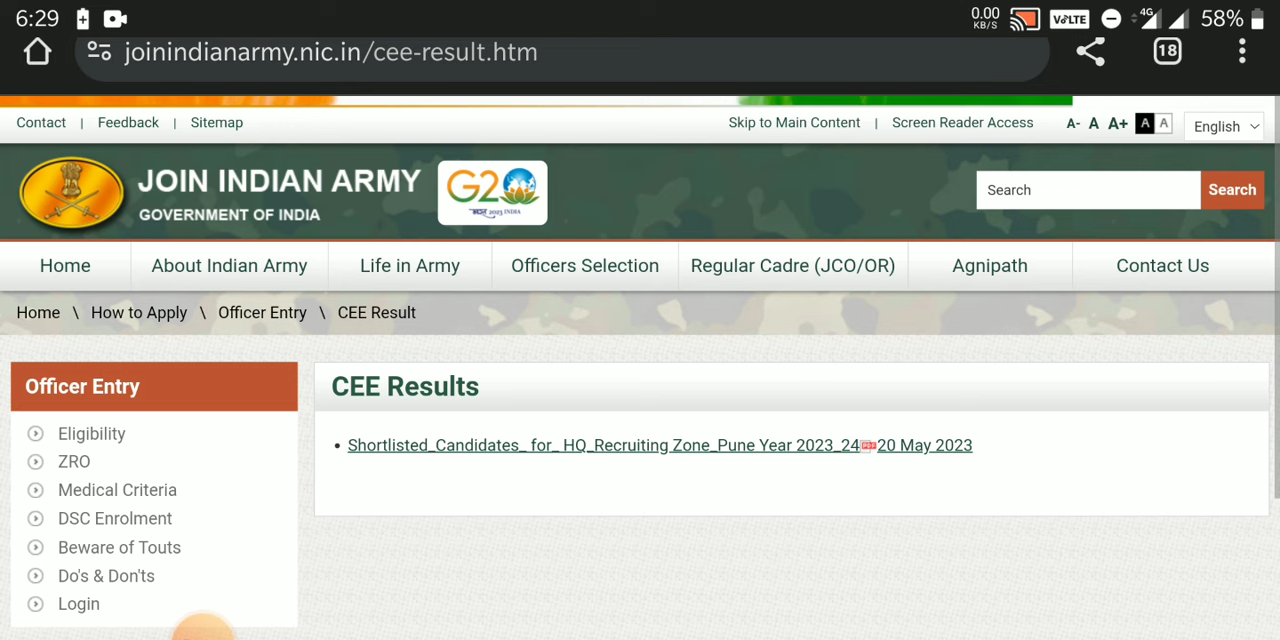 6:29
0.00 KB/S
VoLTE
4G
58%
joinindianarmy.nic.in/cee-result.htm
18
Contact | Feedback | Sitemap
Skip to Main Content | Screen Reader Access
A- A A+ A A
English
JOIN INDIAN ARMY
GOVERNMENT OF INDIA
G20
2023 INDIA
Search
Search
Home
About Indian Army
Life in Army
Officers Selection
Regular Cadre (JCO/OR)
Agnipath
Contact Us
Home \ How to Apply \ Officer Entry \ CEE Result
Officer Entry
Eligibility
ZRO
Medical Criteria
DSC Enrolment
Beware of Touts
Do's & Don'ts
Login
CEE Results
• Shortlisted_Candidates_ for_ HQ_Recruiting Zone_Pune Year 2023_24 PDF 20 May 2023